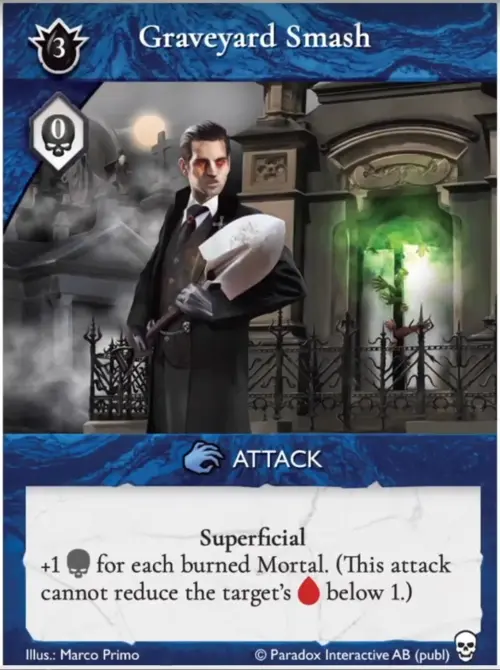 3
Graveyard Smash
0
ATTACK
Superficial
+1 for each burned Mortal. (This attack
cannot reduce the target's below 1.)
Illus.: Marco Primo © Paradox Interactive AB (publ)